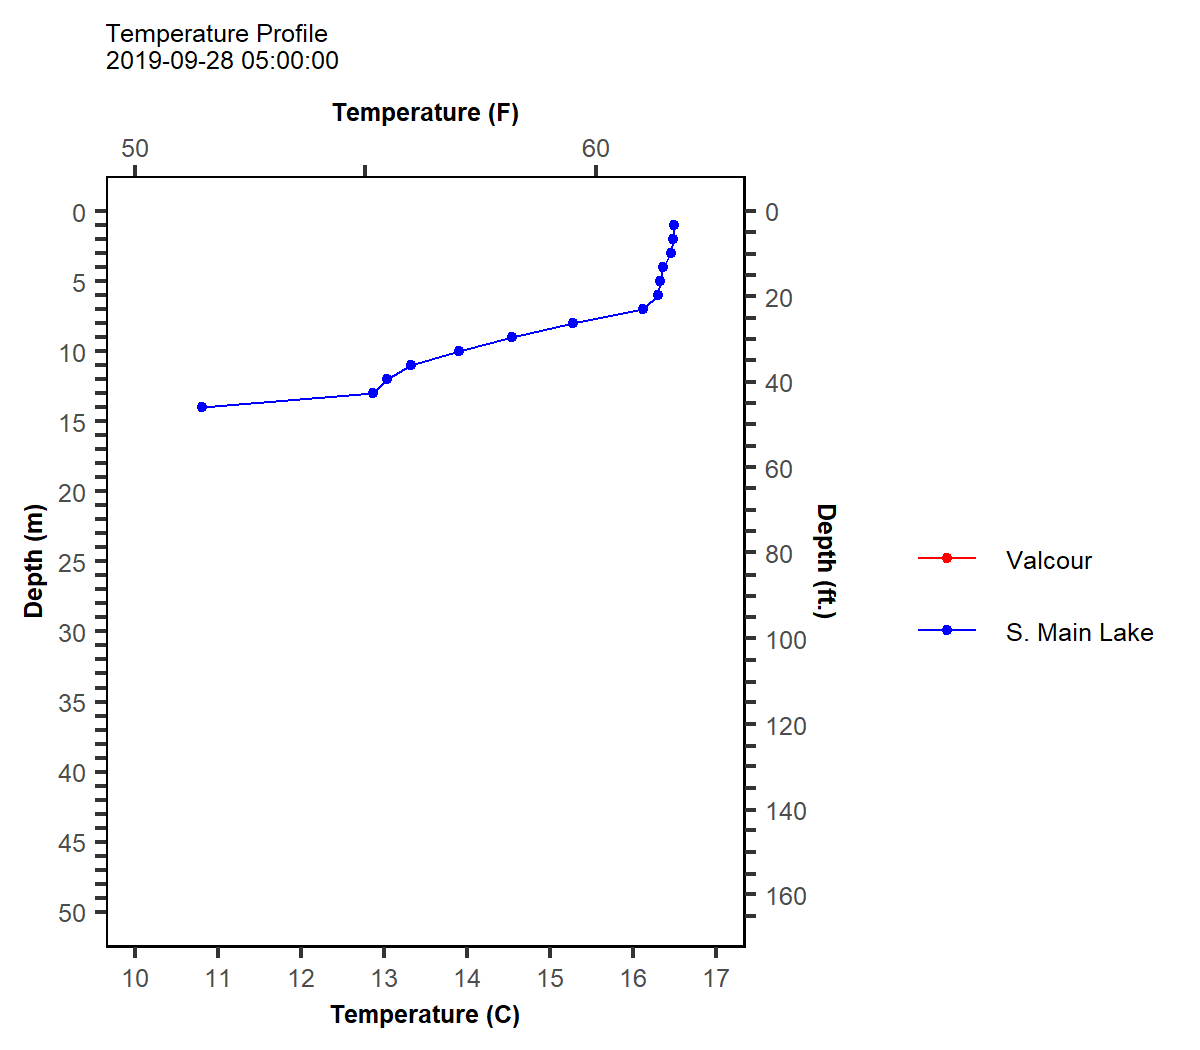 Temperature Profile
2019-09-28 05:00:00
Temperature (F)
50 60
0
5
10
15
20
25
30
35
40
45
50
Depth (m)
0
20
40
60
80
100
120
140
160
Depth (ft.)
10 11 12 13 14 15 16 17
Temperature (C)
Valcour
S. Main Lake